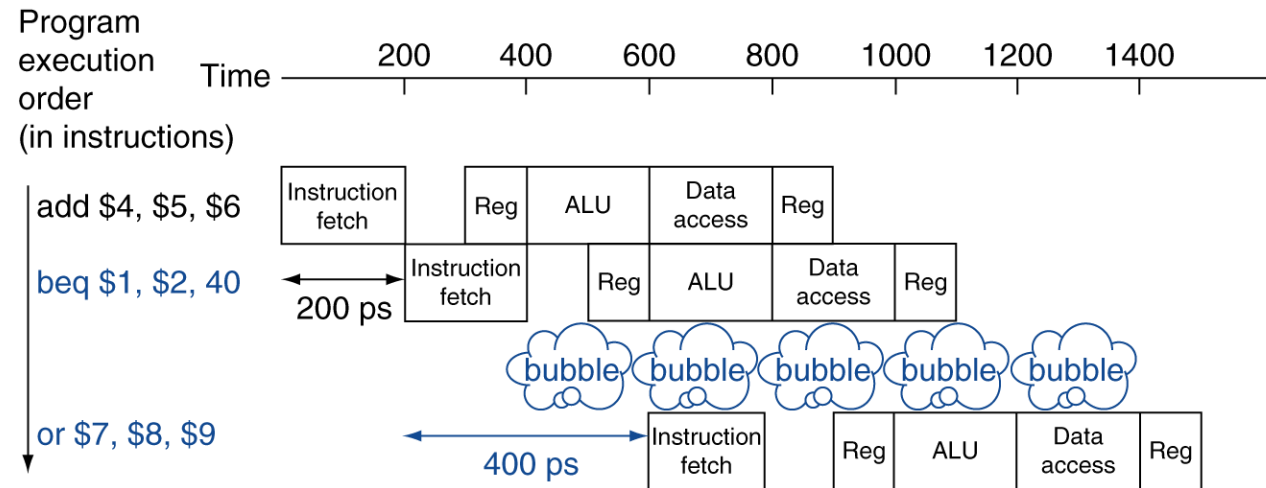 Program
execution
order
(in instructions)
Time
200 400 600 800 1000 1200 1400
add $4, $5, $6
Instruction
fetch
Reg
ALU
Data
access
Reg
beq $1, $2, 40
200 ps
Instruction
fetch
Reg
ALU
Data
access
Reg
bubble bubble bubble bubble bubble
or $7, $8, $9
400 ps
Instruction
fetch
Reg
ALU
Data
access
Reg